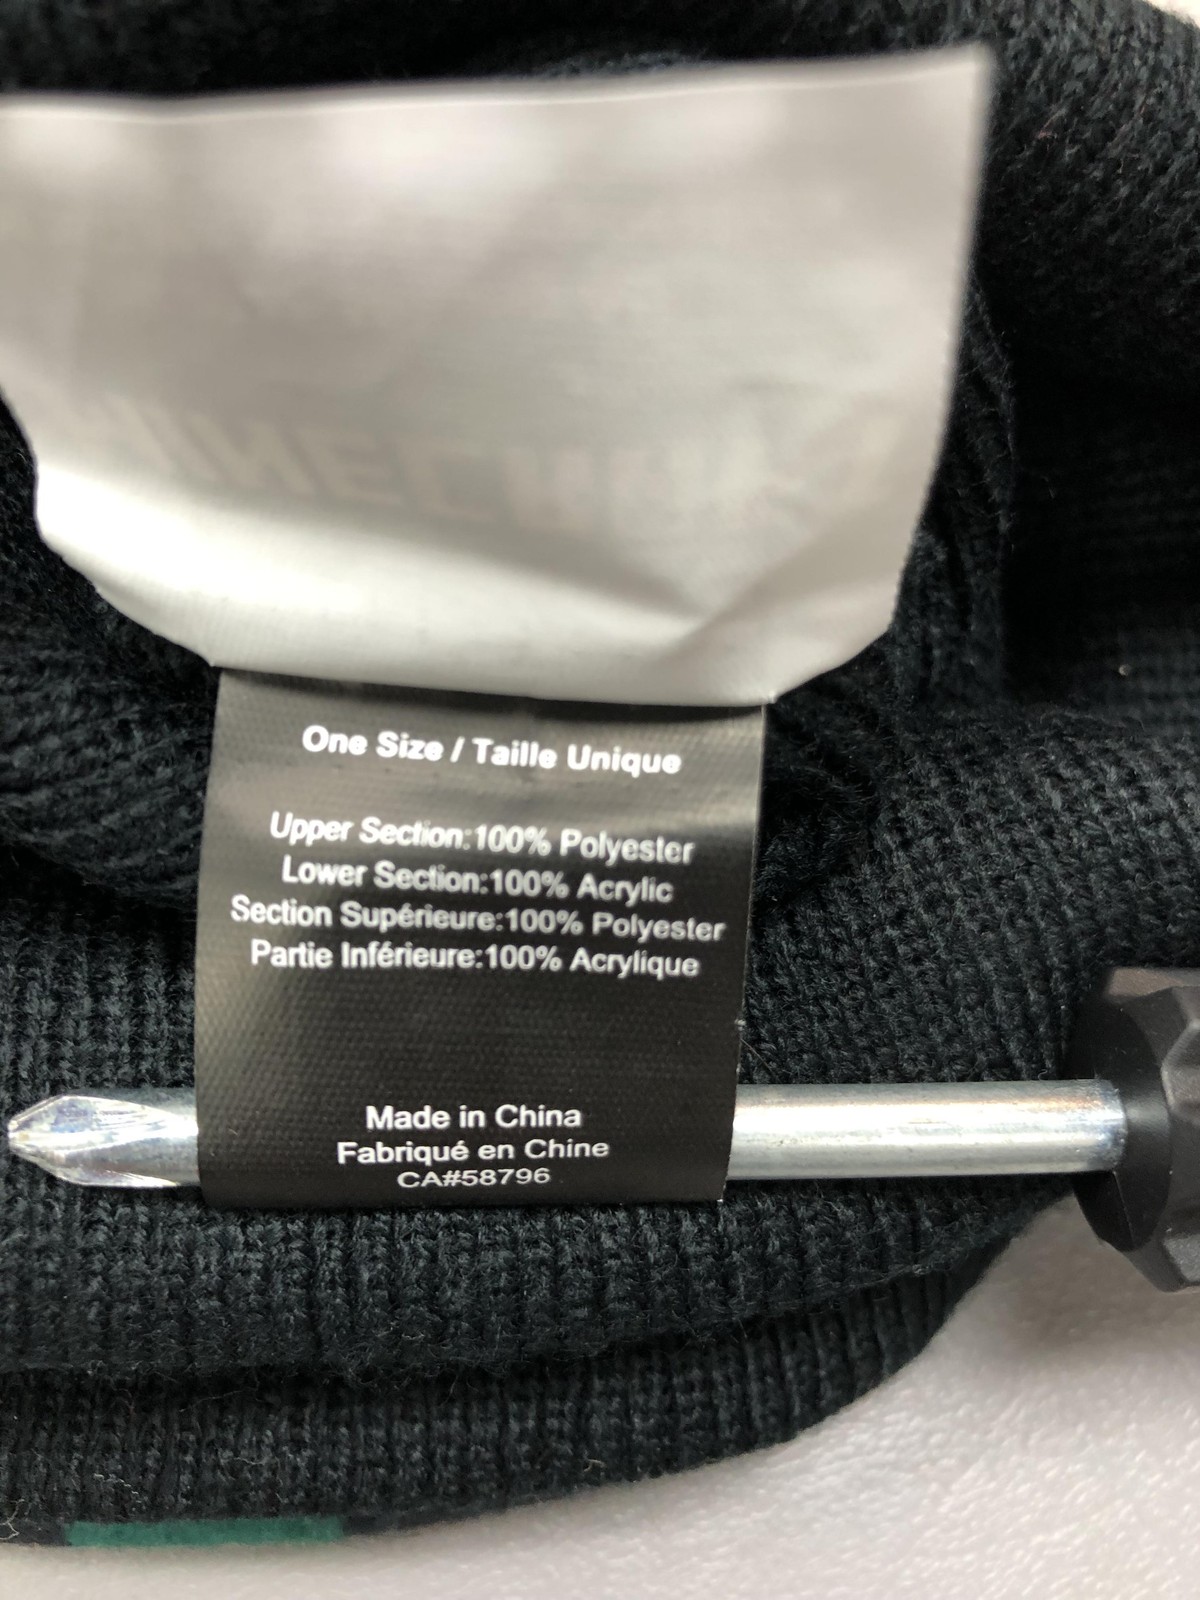 One Size / Taille Unique
Upper Section:100% Polyester
Lower Section:100% Acrylic
Section Supérieure:100% Polyester
Partie Inférieure:100% Acrylique
Made in China
Fabriqué en Chine
CA#58796